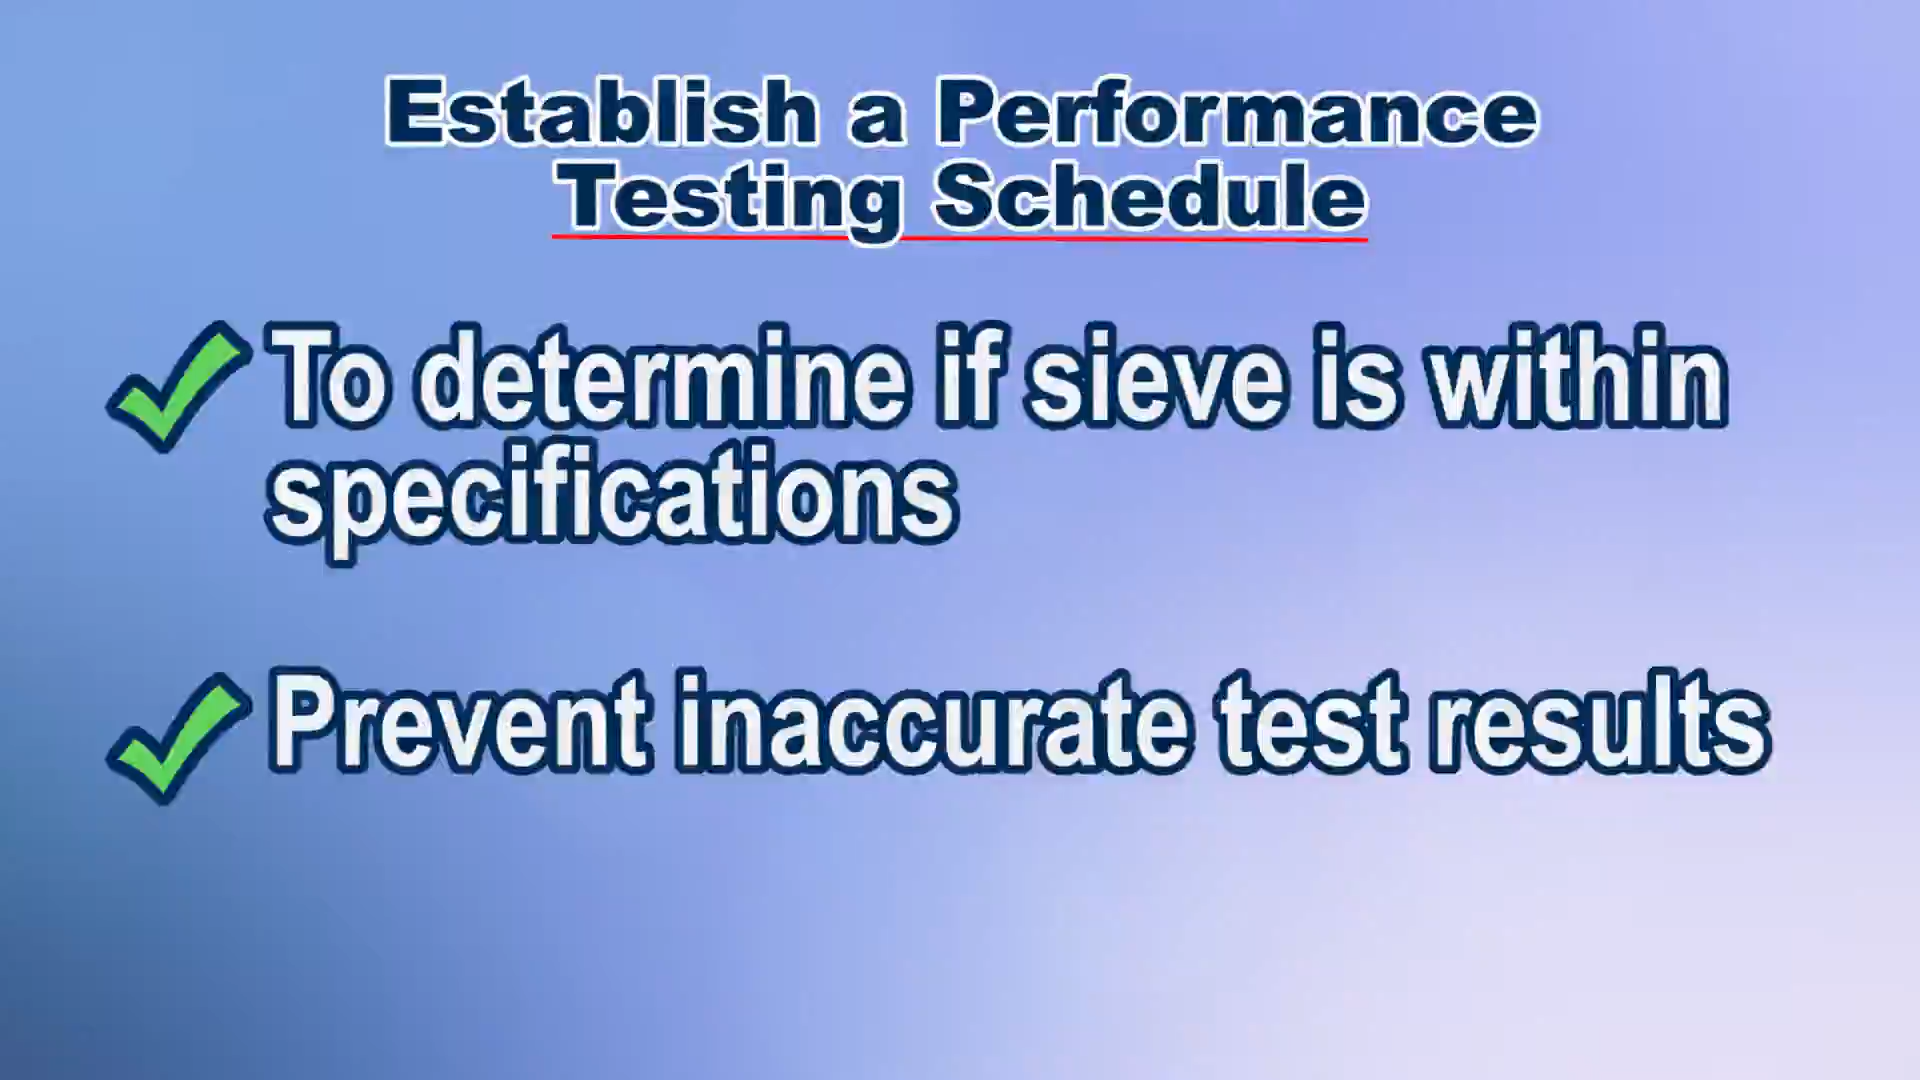 Establish a Performance
Testing Schedule
To determine if sieve is within
specifications
Prevent inaccurate test results